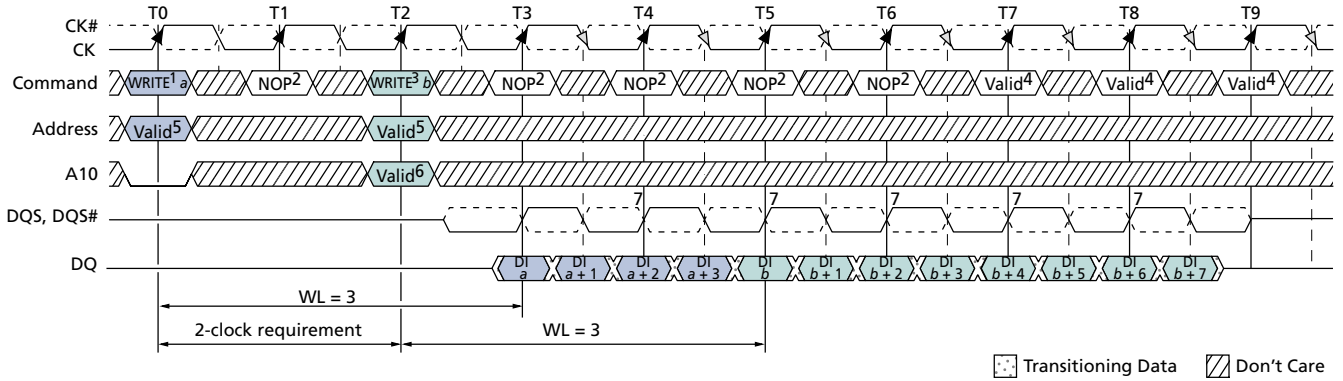 T0 T1 T2 T3 T4 T5 T6 T7 T8 T9
CK#
CK
Command WRITE1 a NOP2 WRITE3 b NOP2 NOP2 NOP2 NOP2 Valid4 Valid4 Valid4
Address Valid5 Valid5
A10 Valid6
7 7 7 7 7
DQS, DQS#
DQ DI a DI a + 1 DI a + 2 DI a + 3 DI b DI b + 1 DI b + 2 DI b + 3 DI b + 4 DI b + 5 DI b + 6 DI b + 7
WL = 3
2-clock requirement WL = 3
Transitioning Data Don't Care